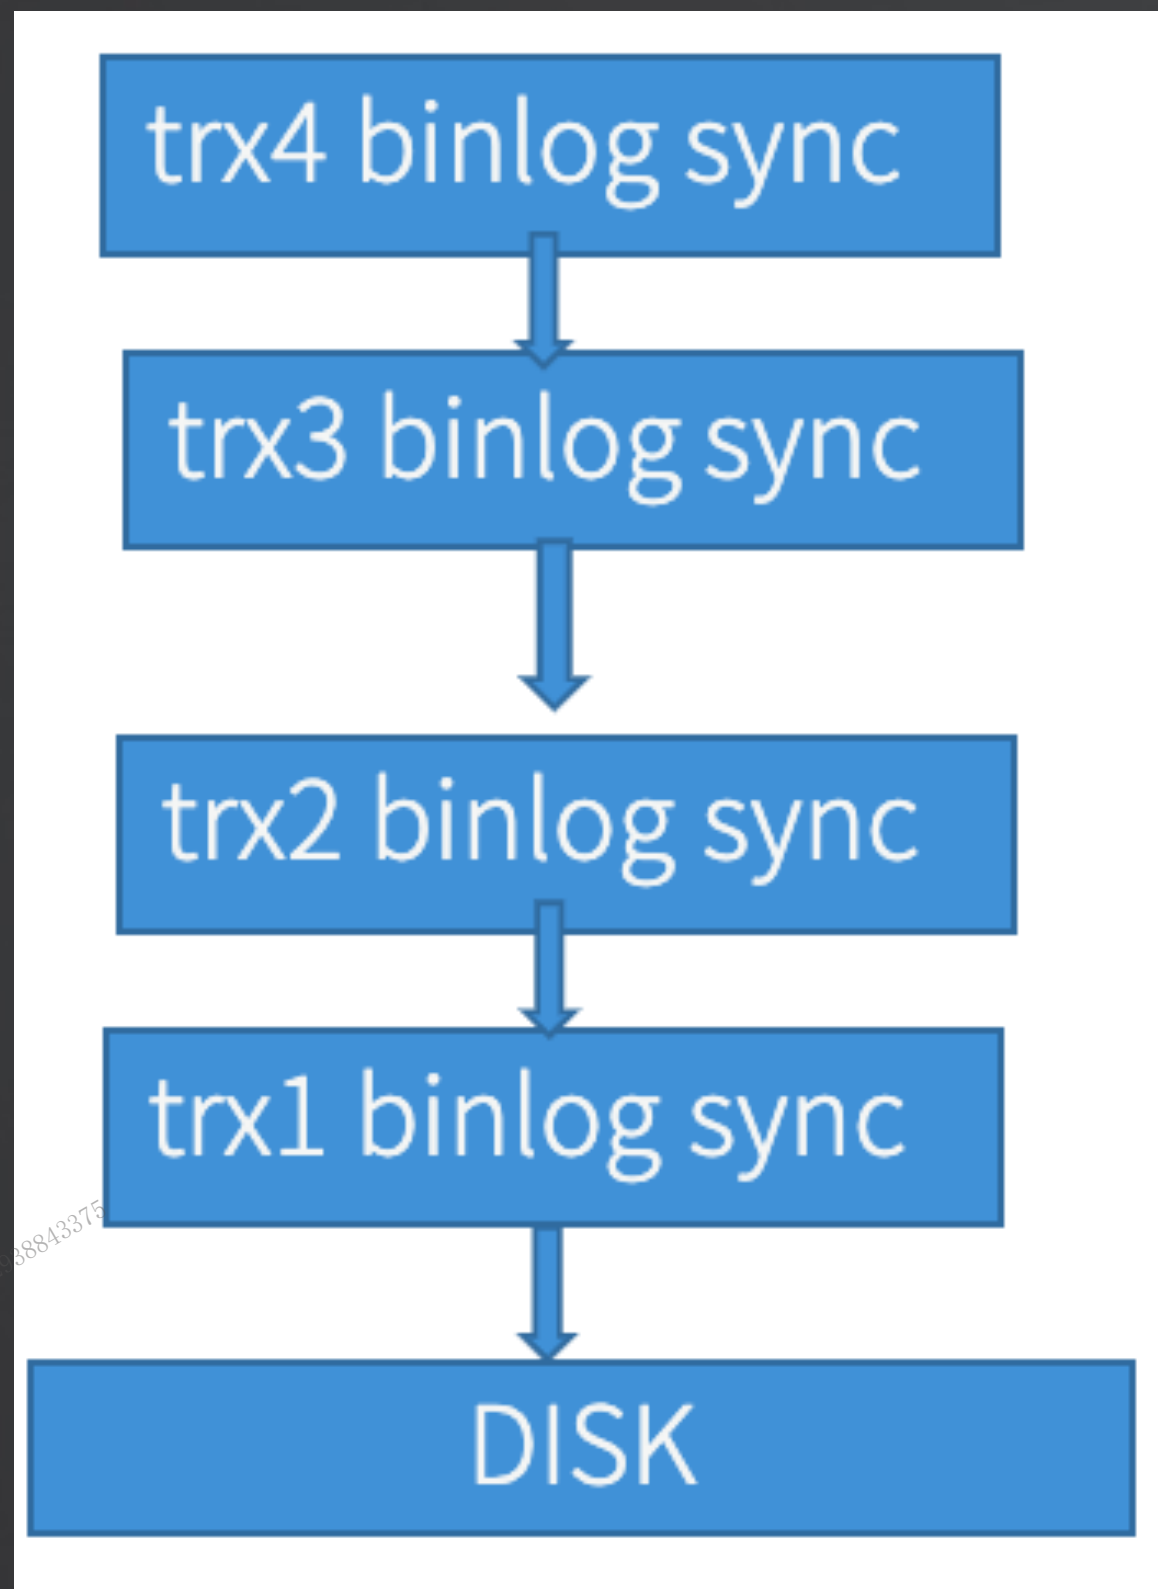 trx4 binlog sync
trx3 binlog sync
trx2 binlog sync
trx1 binlog sync
DISK